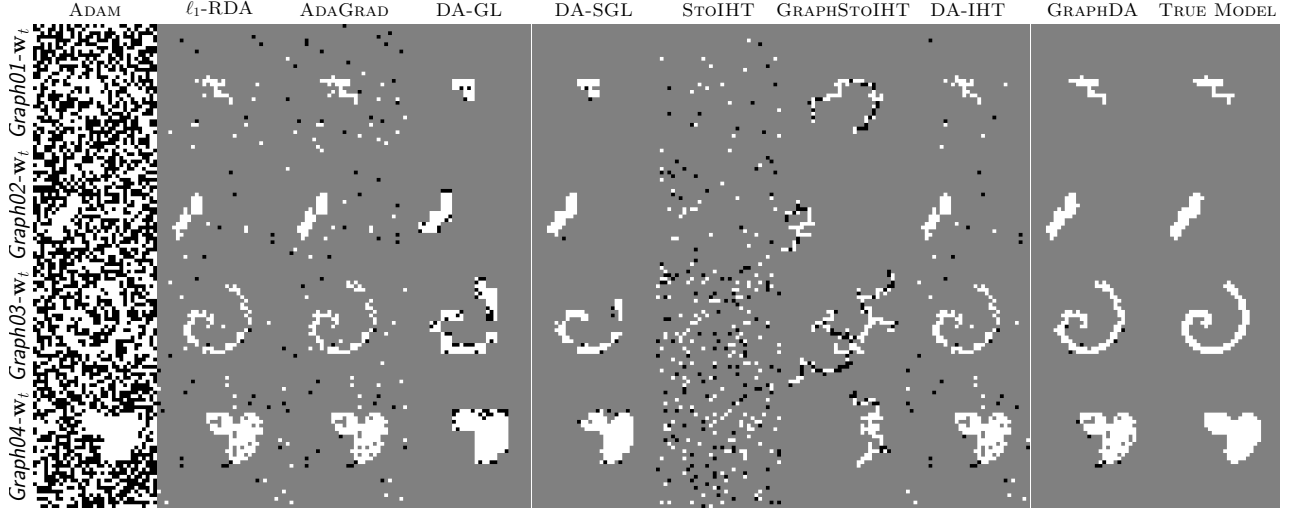 ADAM ℓ₁-RDA ADAGRAD DA-GL DA-SGL STOIHT GRAPHSTOIHT DA-IHT GRAPHDA TRUE MODEL
Graph01-wₜ
Graph02-wₜ
Graph03-wₜ
Graph04-wₜ